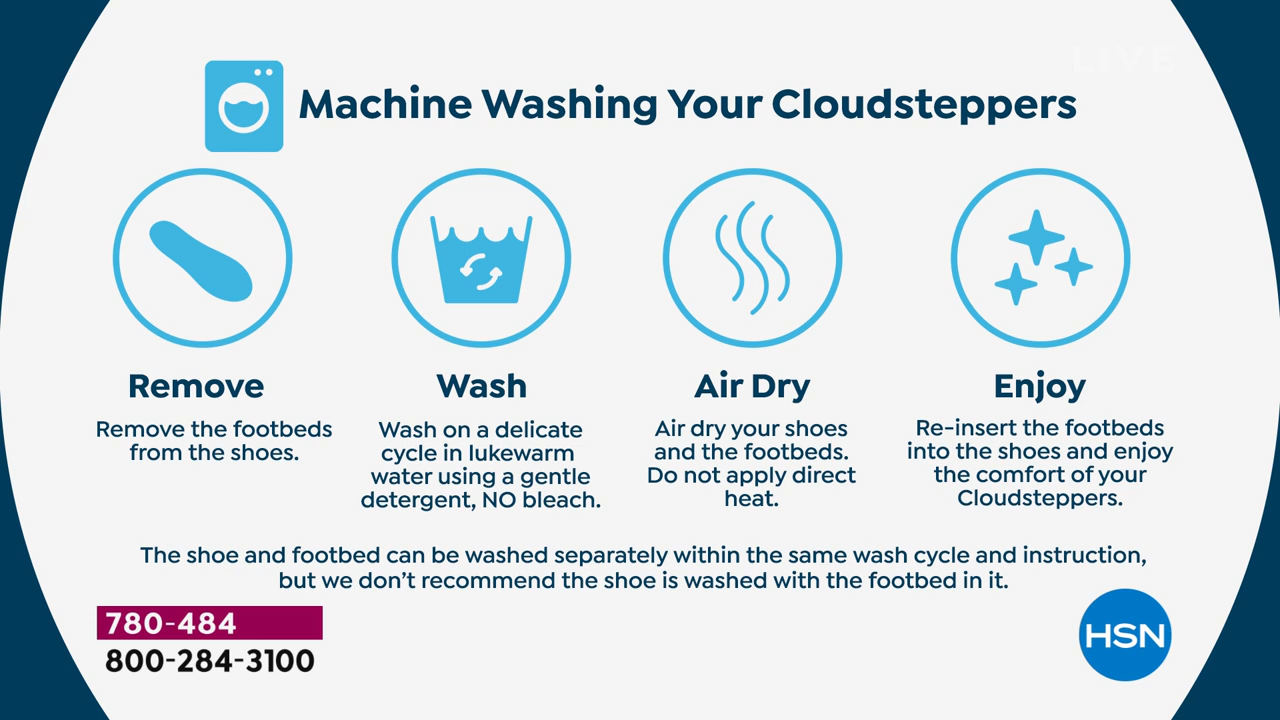 LIVE
Machine Washing Your Cloudsteppers
Remove
Remove the footbeds
from the shoes.
Wash
Wash on a delicate
cycle in lukewarm
water using a gentle
detergent, NO bleach.
Air Dry
Air dry your shoes
and the footbeds.
Do not apply direct
heat.
Enjoy
Re-insert the footbeds
into the shoes and enjoy
the comfort of your
Cloudsteppers.
The shoe and footbed can be washed separately within the same wash cycle and instruction,
but we don't recommend the shoe is washed with the footbed in it.
780-484
800-284-3100
HSN